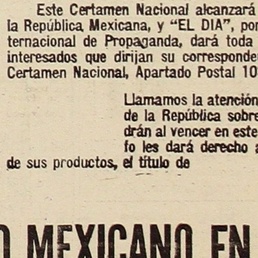 Este Certamen Nacional alcanzará
la República Mexicana, y "EL DIA", por
ternacional de Propaganda, dará toda
interesados que dirijan su corresponde
Certamen Nacional, Apartado Postal 10
Llamamos la atención
de la República sobre
drán al vencer en este
fo les dará derecho a
de sus productos, el título de
O MEXICANO EN